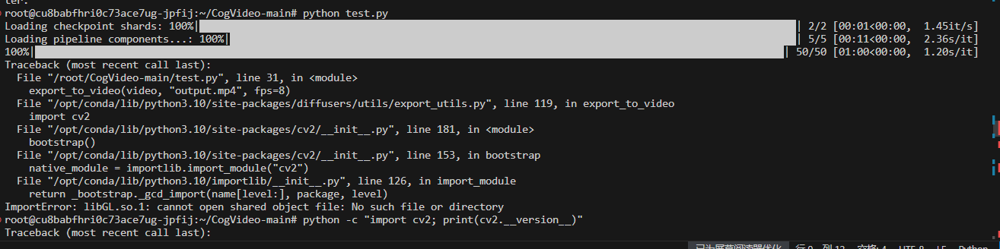 ter.
root@cu8babfhri0c73ace7ug-jpfij:~/CogVideo-main# python test.py
Loading checkpoint shards: 100%| | 2/2 [00:01<00:00, 1.45it/s]
Loading pipeline components...: 100%| | 5/5 [00:11<00:00, 2.36s/it]
100%| | 50/50 [01:00<00:00, 1.20s/it]
Traceback (most recent call last):
  File "/root/CogVideo-main/test.py", line 31, in <module>
    export_to_video(video, "output.mp4", fps=8)
  File "/opt/conda/lib/python3.10/site-packages/diffusers/utils/export_utils.py", line 119, in export_to_video
    import cv2
  File "/opt/conda/lib/python3.10/site-packages/cv2/__init__.py", line 181, in <module>
    bootstrap()
  File "/opt/conda/lib/python3.10/site-packages/cv2/__init__.py", line 153, in bootstrap
    native_module = importlib.import_module("cv2")
  File "/opt/conda/lib/python3.10/importlib/__init__.py", line 126, in import_module
    return _bootstrap._gcd_import(name[level:], package, level)
ImportError: libGL.so.1: cannot open shared object file: No such file or directory
root@cu8babfhri0c73ace7ug-jpfij:~/CogVideo-main# python -c "import cv2; print(cv2.__version__)"
Traceback (most recent call last):
已为屏幕阅读器优化 行 9, 列 13 空格: 4 UTF-8 LF Python